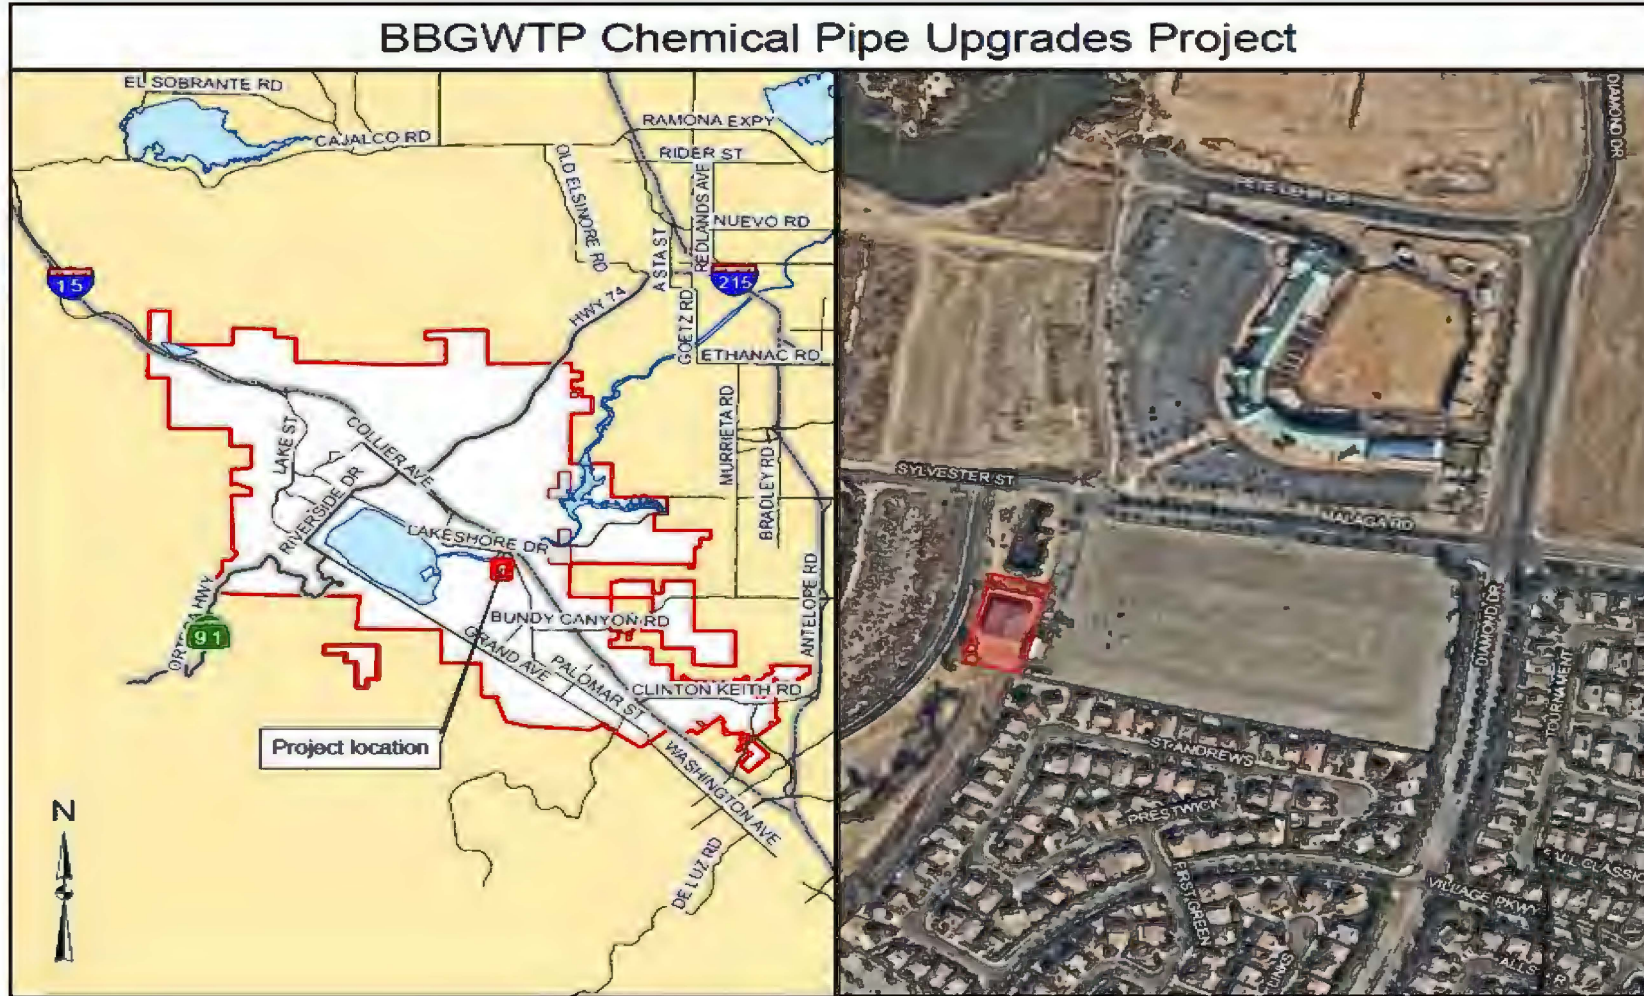 BBGWTP Chemical Pipe Upgrades Project
EL SOBRANTE RD
CAJALCO RD
RAMONA EXPY
RIDER ST
OLD ELSINORE RD
REDLANDS AVE
NUEVO RD
A STA ST
15
215
HWY 74
GOETZ RD
ETHANAC RD
MURRIETA RD
BRADLEY RD
LAKE ST
COLLIER AVE
RIVERSIDE DR
LAKESHORE DR
ANTELOPE RD
BUNDY CANYON RD
ORTEGA HWY
91
GRAND AVE
PALOMAR ST
CLINTON KEITH RD
Project location
WASHINGTON AVE
DE LUZ RD
N
DIAMOND DR
SYLVESTER ST
MALAGA RD
DIAMOND DR
TOURNAMENT
ST ANDREWS
PRESTWICK
FIRST GREEN
VILLAGE PKWY
LINKS